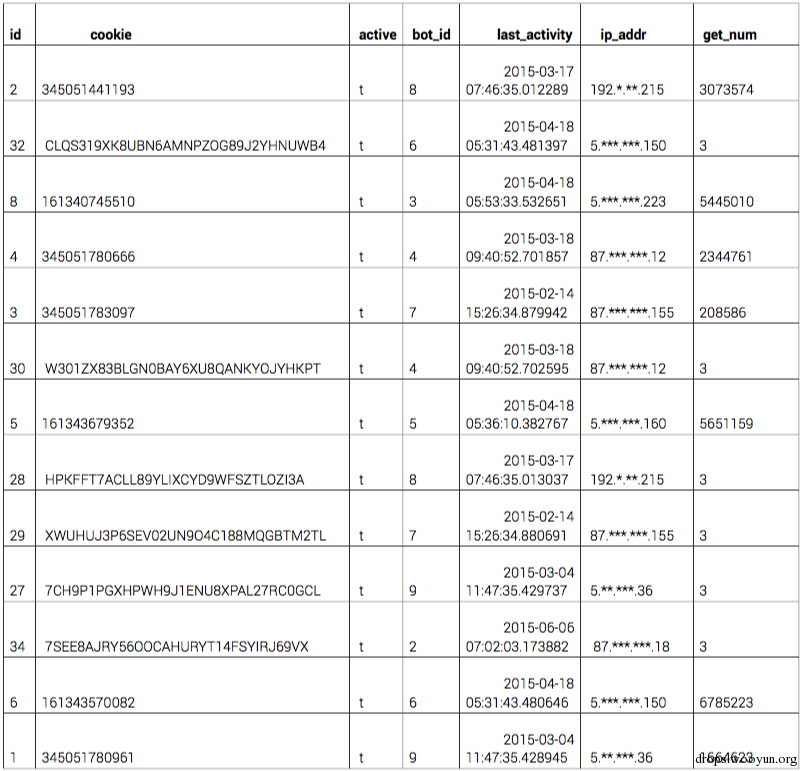 id cookie active bot_id last_activity ip_addr get_num
2015-03-17
2 345051441193 t 8 07:46:35.012289 192.*.**.215 3073574
2015-04-18
32 CLQS319XK8UBN6AMNPZOG89J2YHNUWB4 t 6 05:31:43.481397 5.***.***.150 3
2015-04-18
8 161340745510 t 3 05:53:33.532651 5.***.***.223 5445010
2015-03-18
4 345051780666 t 4 09:40:52.701857 87.***.***.12 2344761
2015-02-14
3 345051783097 t 7 15:26:34.879942 87.***.***.155 208586
2015-03-18
30 W301ZX83BLGN0BAY6XU8QANKYOJYHKPT t 4 09:40:52.702595 87.***.***.12 3
2015-04-18
5 161343679352 t 5 05:36:10.382767 5.***.***.160 5651159
2015-03-17
28 HPKFFT7ACLL89YLIXCYD9WFSZTLOZI3A t 8 07:46:35.013037 192.*.**.215 3
2015-02-14
29 XWUHUJ3P6SEV02UN9O4C188MQGBTM2TL t 7 15:26:34.880691 87.***.***.155 3
2015-03-04
27 7CH9P1PGXHPWH9J1ENU8XPAL27RC0GCL t 9 11:47:35.429737 5.**.***.36 3
2015-06-06
34 7SEE8AJRY56OOCAHURYT14FSYIRJ69VX t 2 07:02:03.173882 87.***.***.18 3
2015-04-18
6 161343570082 t 6 05:31:43.480646 5.***.***.150 6785223
2015-03-04
1 345051780961 t 9 11:47:35.428945 5.**.***.36 1664623
drops.wooyun.org